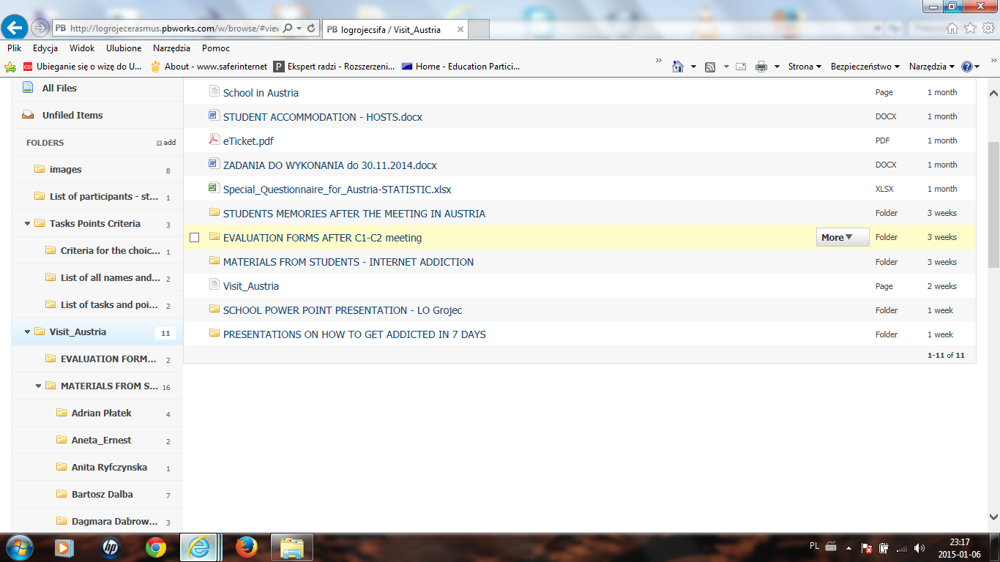 PB http://logrojecerasmus.pbworks.com/w/browse/#viev
PB logrojecsifa / Visit_Austria
Plik Edycja Widok Ulubione Narzędzia Pomoc
CGI Ubieganie się o wizę do U... About - www.saferinternet P Ekspert radzi - Rozszerzeni... Home - Education Partici... Strona Bezpieczeństwo Narzędzia
All Files
Unfiled Items
FOLDERS add
images 8
List of participants - st... 1
Tasks Points Criteria 3
Criteria for the choic... 1
List of all names and... 2
List of tasks and poi... 2
Visit_Austria 11
EVALUATION FORM... 2
MATERIALS FROM S... 16
Adrian Płatek 4
Aneta_Ernest 2
Anita Ryfczynska 1
Bartosz Dalba 7
Dagmara Dabrow... 3
School in Austria Page 1 month
STUDENT ACCOMMODATION - HOSTS.docx DOCX 1 month
eTicket.pdf PDF 1 month
ZADANIA DO WYKONANIA do 30.11.2014.docx DOCX 1 month
Special_Questionnaire_for_Austria-STATISTIC.xlsx XLSX 1 month
STUDENTS MEMORIES AFTER THE MEETING IN AUSTRIA Folder 3 weeks
EVALUATION FORMS AFTER C1-C2 meeting More Folder 3 weeks
MATERIALS FROM STUDENTS - INTERNET ADDICTION Folder 3 weeks
Visit_Austria Page 2 weeks
SCHOOL POWER POINT PRESENTATION - LO Grojec Folder 1 week
PRESENTATIONS ON HOW TO GET ADDICTED IN 7 DAYS Folder 1 week
1-11 of 11
hp
PL
23:17
2015-01-06